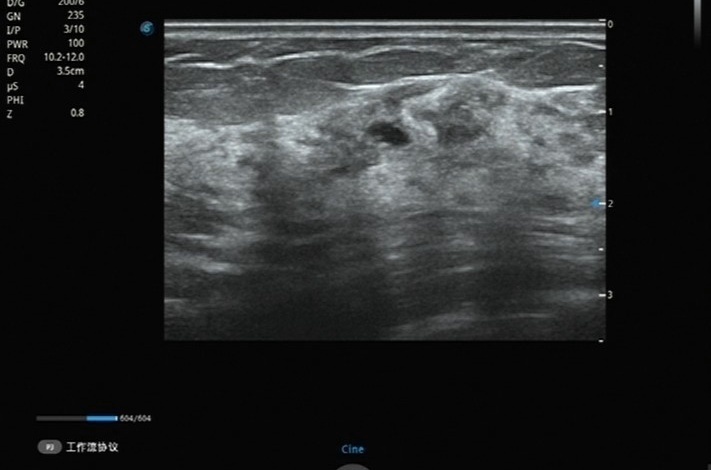 D/G 200/6
GN 235
I/P 3/10
PWR 100
FRQ 10.2-12.0
D 3.5cm
μS 4
PHI
Z 0.8
0
1
2
3
604/604
P3 工作流协议
Cine